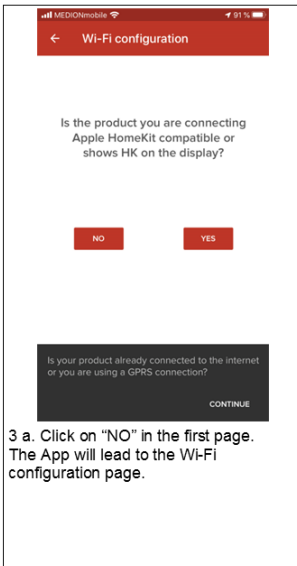 MEDIONmobile 91 %
← Wi-Fi configuration
Is the product you are connecting
Apple HomeKit compatible or
shows HK on the display?
NO YES
Is your product already connected to the internet
or you are using a GPRS connection?
CONTINUE
3 a. Click on “NO” in the first page.
The App will lead to the Wi-Fi
configuration page.